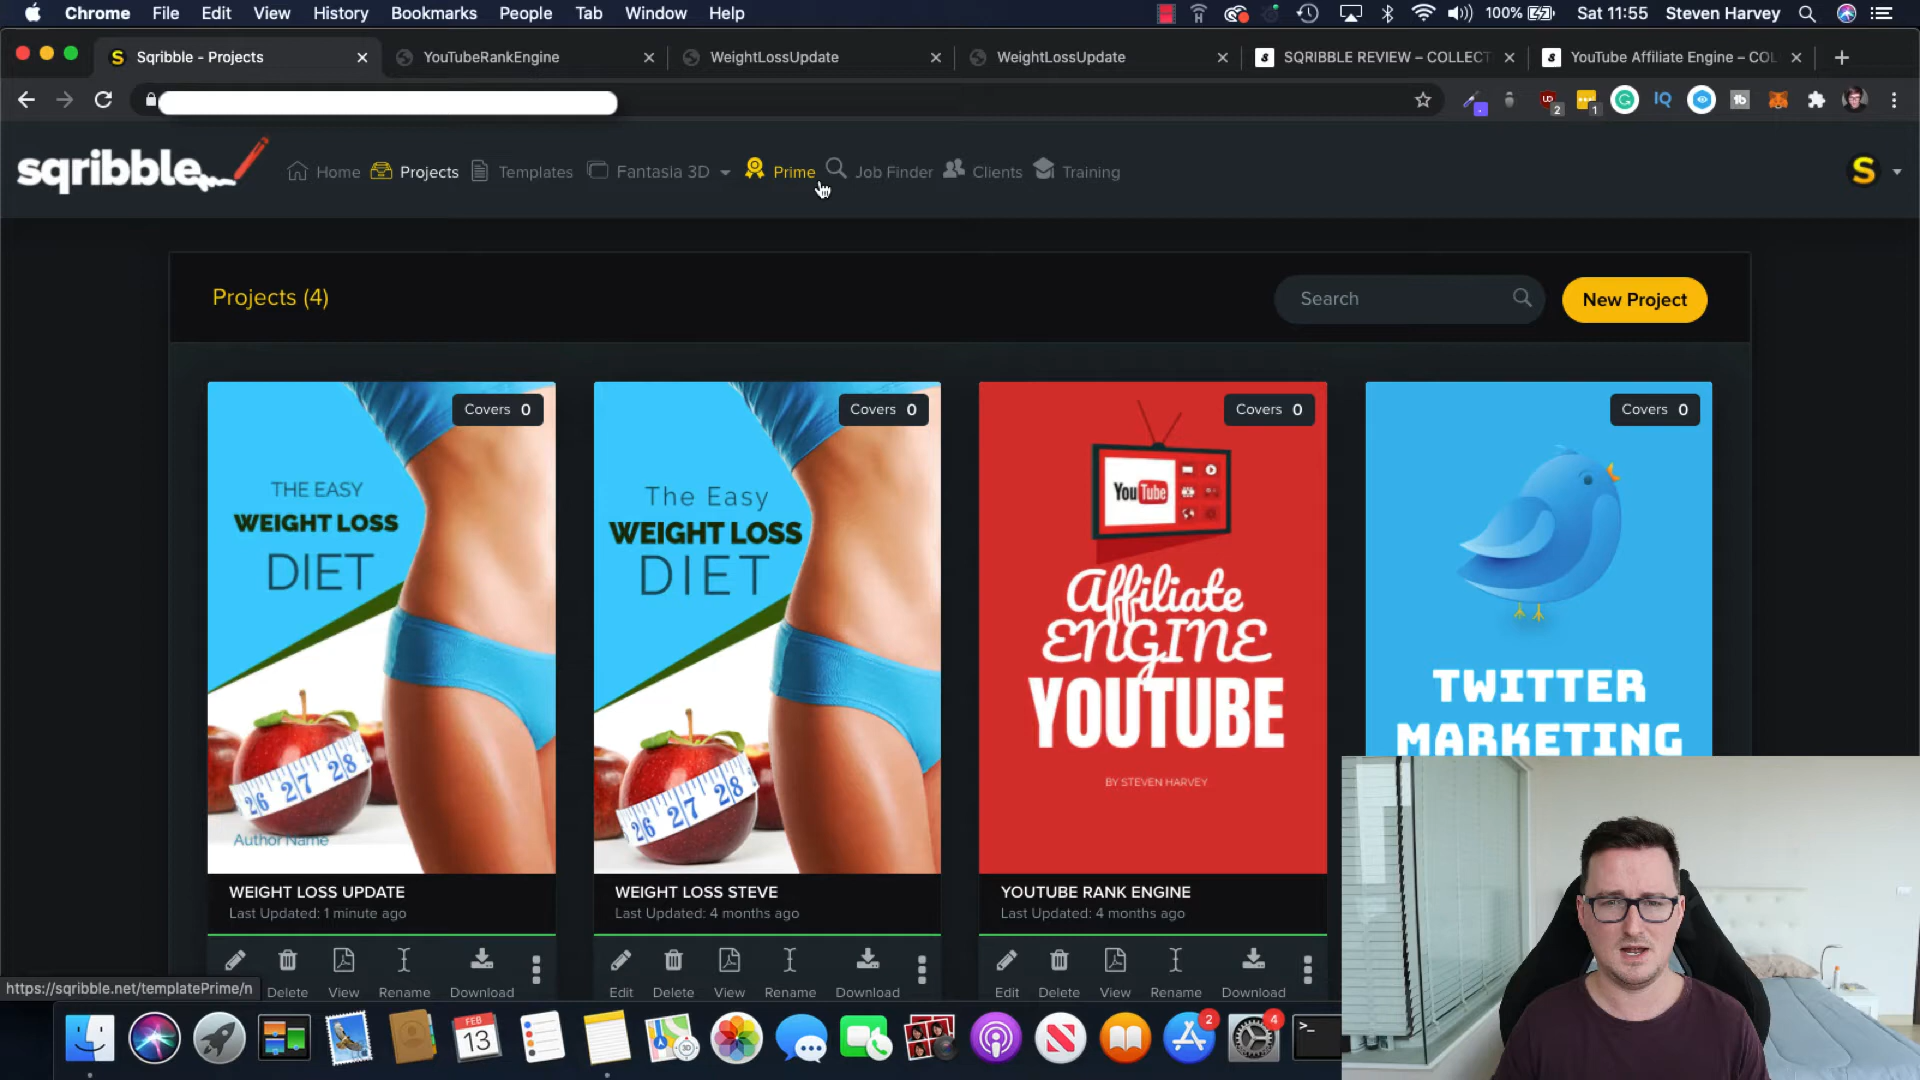 Chrome File Edit View History Bookmarks People Tab Window Help 100% Sat 11:55 Steven Harvey
Sqribble - Projects YouTubeRankEngine WeightLossUpdate WeightLossUpdate SQRIBBLE REVIEW – COLLECT YouTube Affiliate Engine – COL
sqribble Home Projects Templates Fantasia 3D Prime Job Finder Clients Training S
Projects (4) Search New Project
Covers 0 Covers 0 Covers 0 Covers 0
THE EASY
WEIGHT LOSS
DIET
26 27 28
Author Name
The Easy
WEIGHT LOSS
DIET
26 27 28
YouTube
Affiliate
ENGINE
YOUTUBE
BY STEVEN HARVEY
TWITTER
MARKETING
WEIGHT LOSS UPDATE WEIGHT LOSS STEVE YOUTUBE RANK ENGINE
Last Updated: 1 minute ago Last Updated: 4 months ago Last Updated: 4 months ago
https://sqribble.net/templatePrime/n Delete View Rename Download Edit Delete View Rename Download Edit Delete View Rename Download
FEB
13
2
4